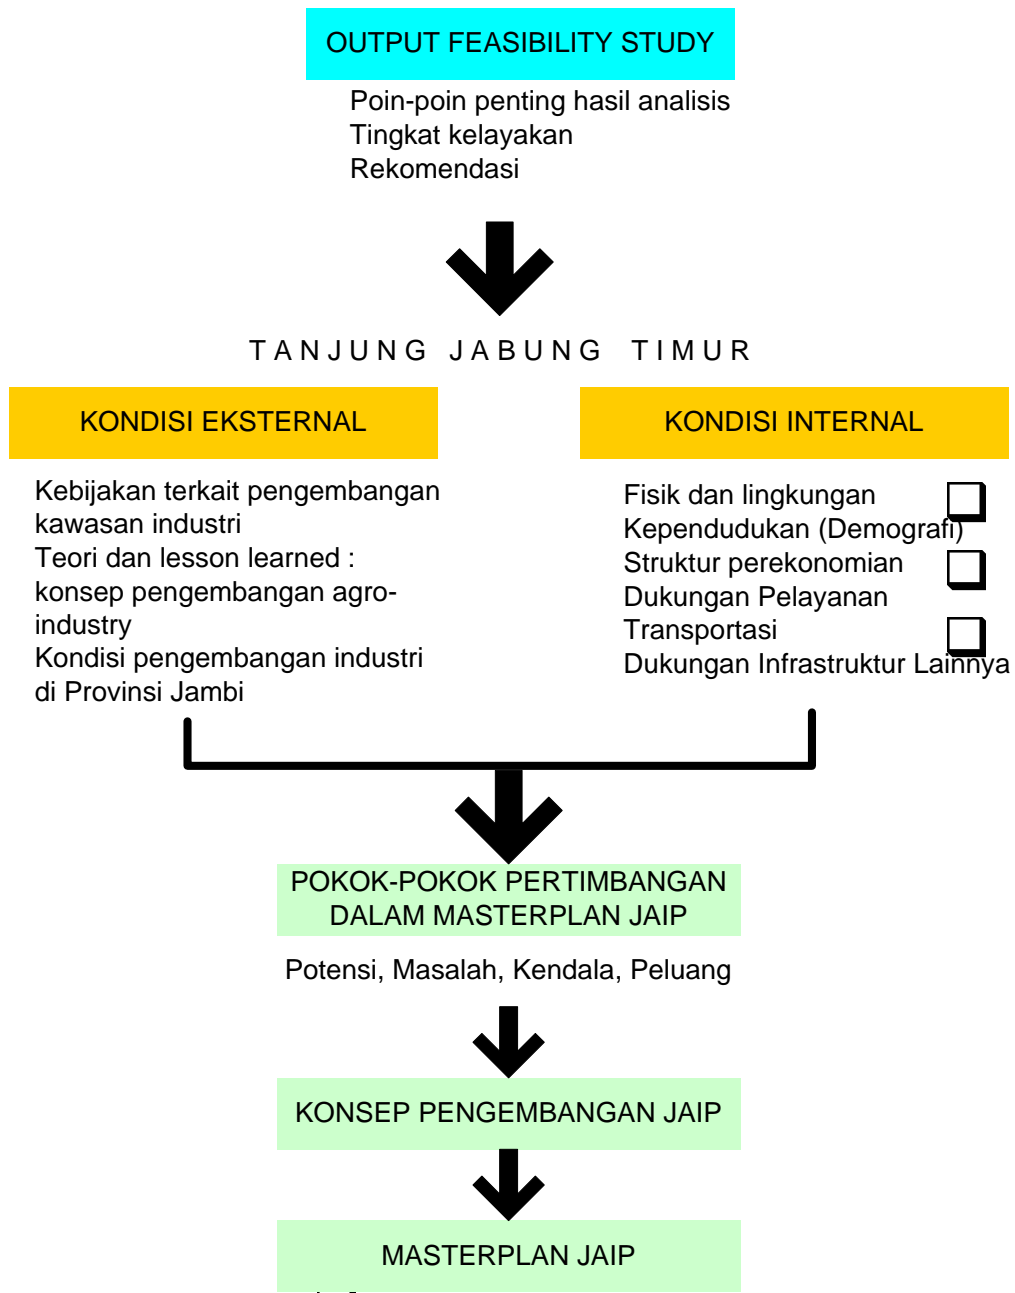 OUTPUT FEASIBILITY STUDY
Poin-poin penting hasil analisis
Tingkat kelayakan
Rekomendasi
TANJUNG JABUNG TIMUR
KONDISI EKSTERNAL
Kebijakan terkait pengembangan
kawasan industri
Teori dan lesson learned :
konsep pengembangan agro-
industry
Kondisi pengembangan industri
di Provinsi Jambi
KONDISI INTERNAL
Fisik dan lingkungan
Kependudukan (Demografi)
Struktur perekonomian
Dukungan Pelayanan
Transportasi
Dukungan Infrastruktur Lainnya
POKOK-POKOK PERTIMBANGAN
DALAM MASTERPLAN JAIP
Potensi, Masalah, Kendala, Peluang
KONSEP PENGEMBANGAN JAIP
MASTERPLAN JAIP